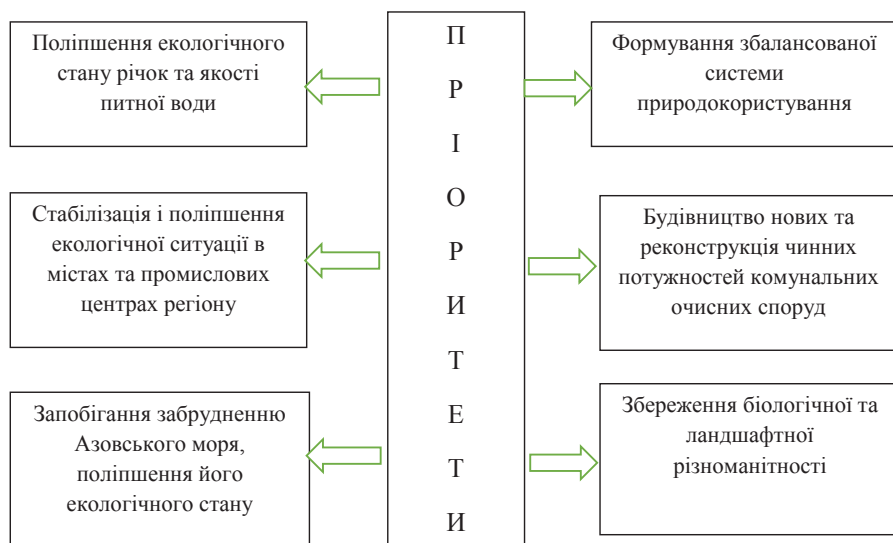 Поліпшення екологічного
стану річок та якості
питної води
Стабілізація і поліпшення
екологічної ситуації в
містах та промислових
центрах регіону
Запобігання забрудненню
Азовського моря,
поліпшення його
екологічного стану
П
Р
І
О
Р
И
Т
Е
Т
И
Формування збалансованої
системи
природокористування
Будівництво нових та
реконструкція чинних
потужностей комунальних
очисних споруд
Збереження біологічної та
ландшафтної
різноманітності